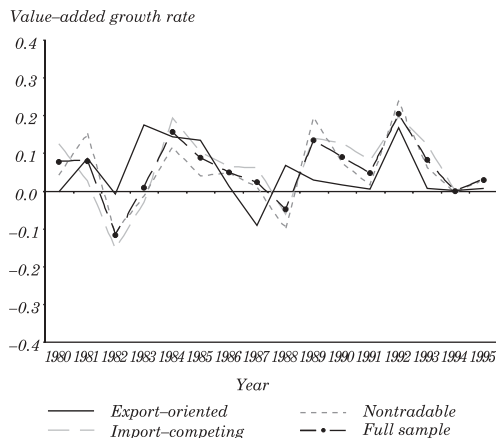 Value–added growth rate
0.4
0.3
0.2
0.1
0.0
–0.1
–0.2
–0.3
–0.4
1980 1981 1982 1983 1984 1985 1986 1987 1988 1989 1990 1991 1992 1993 1994 1995
Year
Export–oriented Nontradable
Import–competing Full sample